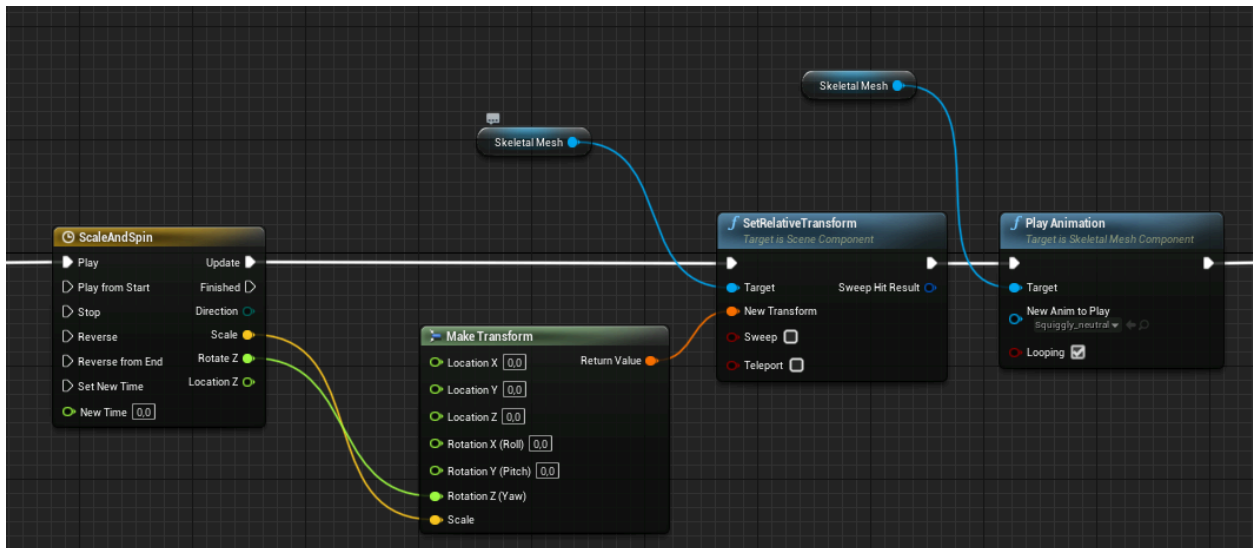 Skeletal Mesh
Skeletal Mesh
ScaleAndSpin
Play
Update
Play from Start
Finished
Stop
Direction
Reverse
Scale
Reverse from End
Rotate Z
Set New Time
Location Z
New Time 0,0
Make Transform
Location X 0,0
Return Value
Location Y 0,0
Location Z 0,0
Rotation X (Roll) 0,0
Rotation Y (Pitch) 0,0
Rotation Z (Yaw)
Scale
SetRelativeTransform
Target is Scene Component
Target
Sweep Hit Result
New Transform
Sweep
Teleport
Play Animation
Target is Skeletal Mesh Component
Target
New Anim to Play
Squiggly_neutral
Looping